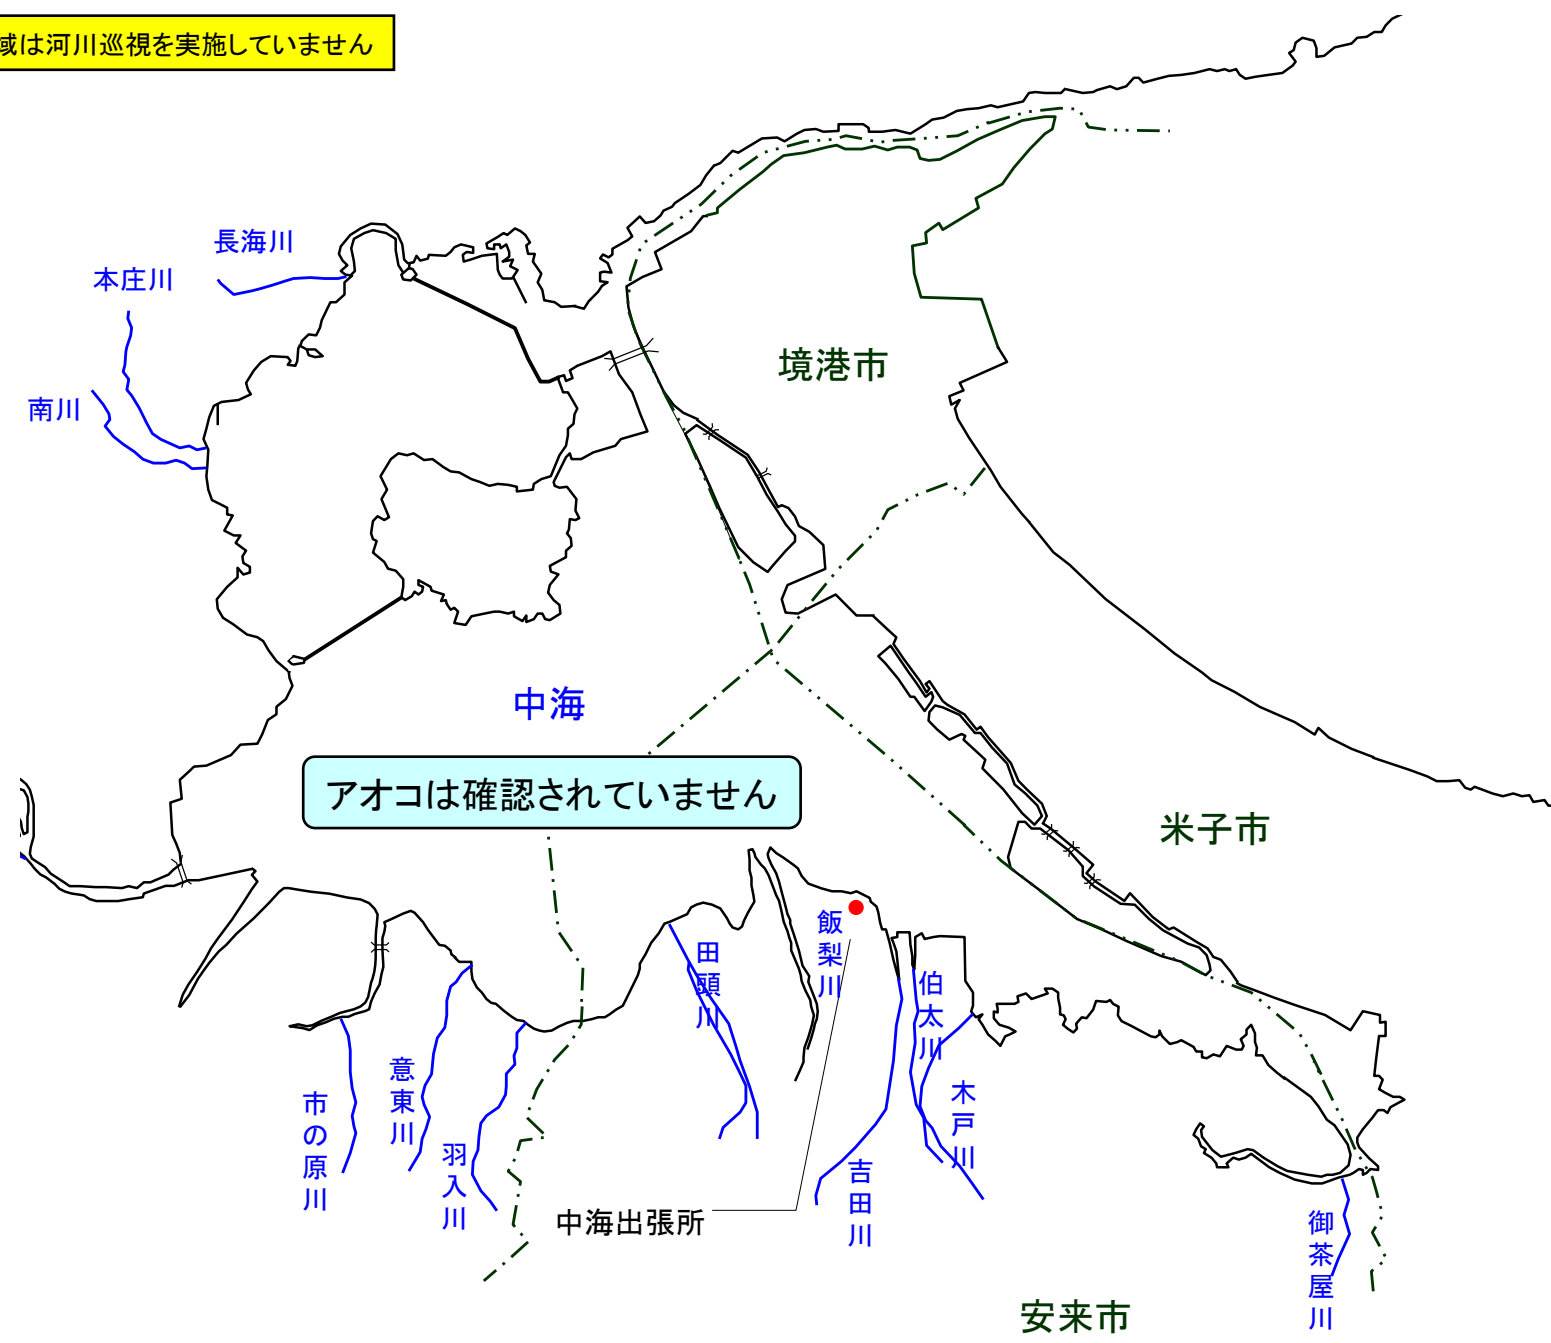 域は河川巡視を実施していません
長海川
本庄川
境港市
南川
中海
アオコは確認されていません
米子市
飯梨川
田頭川
伯太川
意東川
木戸川
市の原川
羽入川
吉田川
中海出張所
御茶屋川
安来市